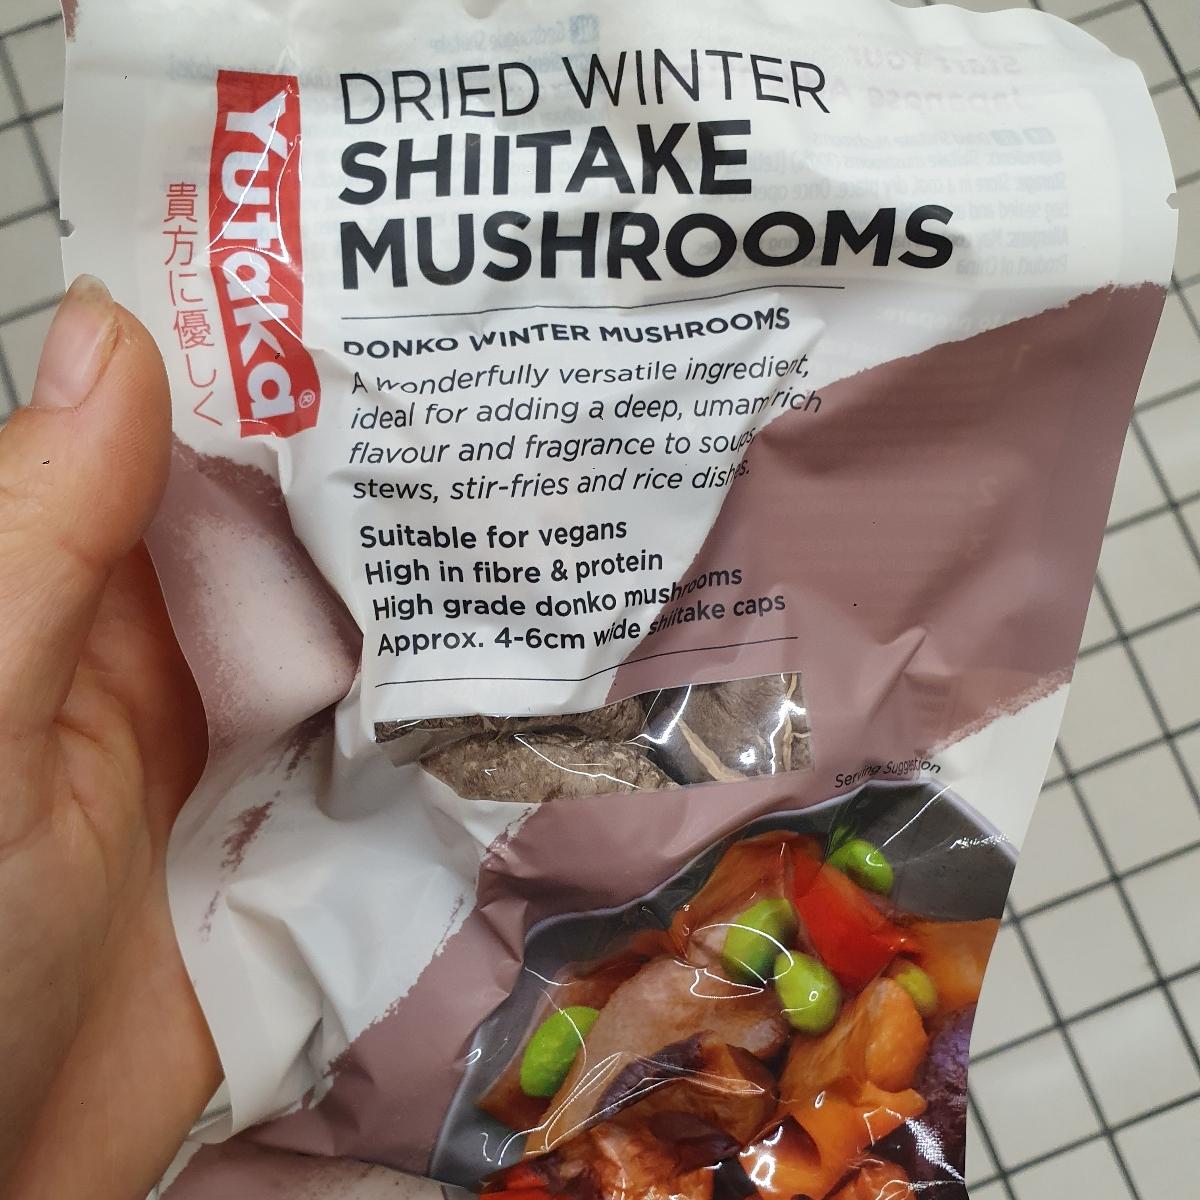 Yutaka®
貴方に優しく
DRIED WINTER
SHIITAKE
MUSHROOMS
DONKO WINTER MUSHROOMS
A wonderfully versatile ingredient,
ideal for adding a deep, umami rich
flavour and fragrance to soups,
stews, stir-fries and rice dishes.
Suitable for vegans
High in fibre & protein
High grade donko mushrooms
Approx. 4-6cm wide shiitake caps
Serving Suggestion